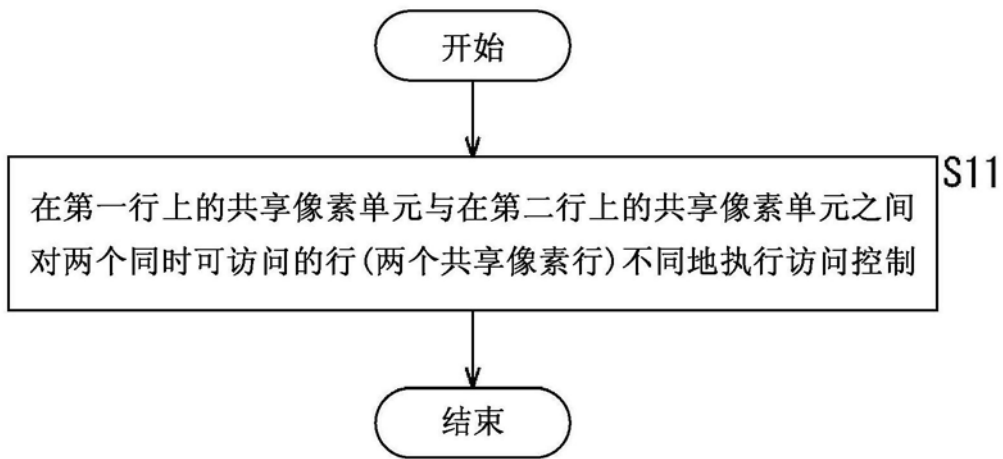 开始
S11
在第一行上的共享像素单元与在第二行上的共享像素单元之间
对两个同时可访问的行(两个共享像素行)不同地执行访问控制
结束